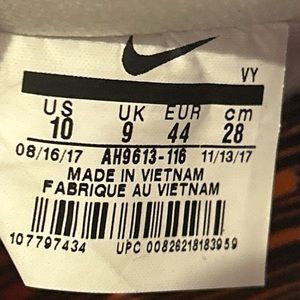 VY
US UK EUR cm
10 9 44 28
08/16/17 AH9613-116 11/13/17
MADE IN VIETNAM
FABRIQUE AU VIETNAM
107797434 UPC 00826218183959